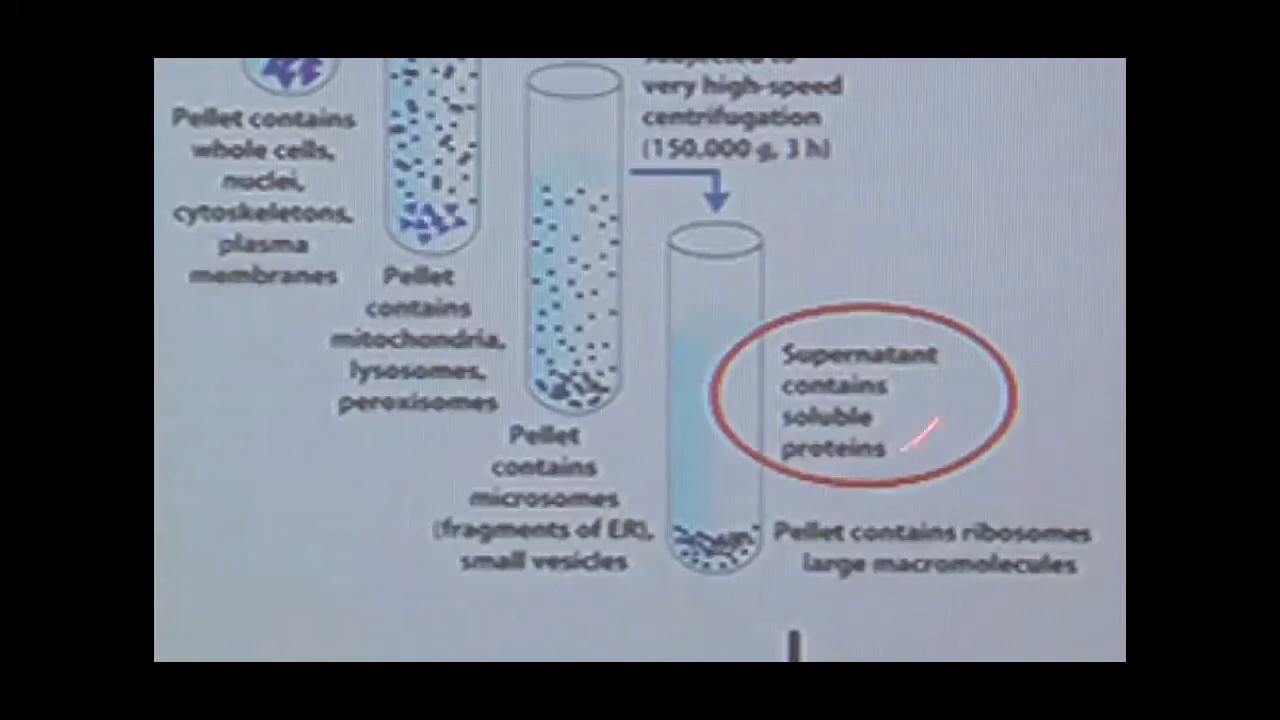 Pellet contains
whole cells,
nuclei,
cytoskeletons,
plasma
membranes
Pellet
contains
mitochondria,
lysosomes,
peroxisomes
Pellet
contains
microsomes
(fragments of ER),
small vesicles
very high-speed
centrifugation
(150,000 g, 3 h)
Supernatant
contains
soluble
proteins
Pellet contains ribosomes
large macromolecules